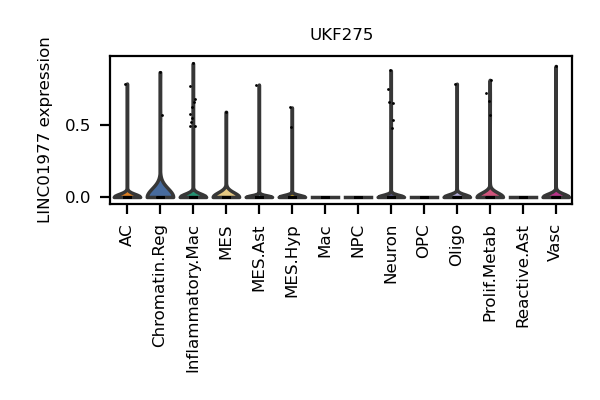 UKF275
LINC01977 expression
0.5
0.0
AC
Chromatin.Reg
Inflammatory.Mac
MES
MES.Ast
MES.Hyp
Mac
NPC
Neuron
OPC
Oligo
Prolif.Metab
Reactive.Ast
Vasc